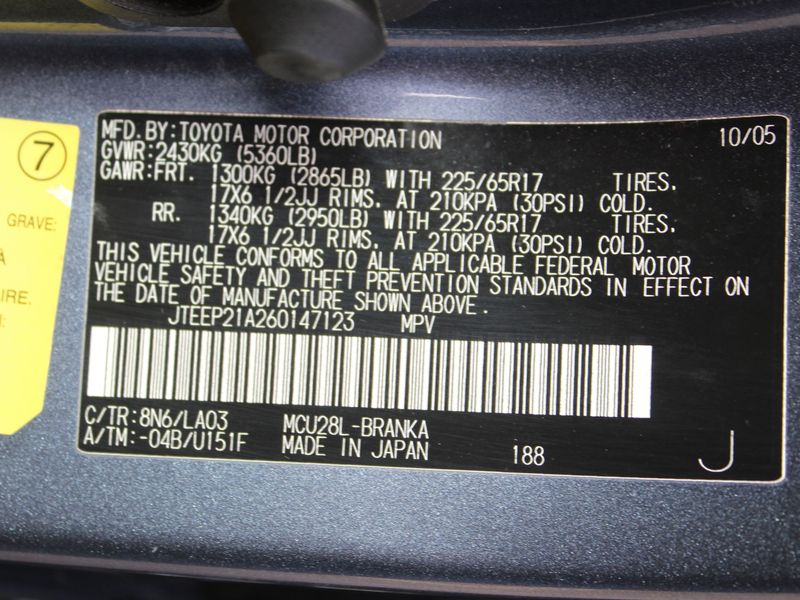 7
GRAVE:
A
IRE.
MFD.BY:TOYOTA MOTOR CORPORATION 10/05
GVWR:2430KG (5360LB)
GAWR:FRT. 1300KG (2865LB) WITH 225/65R17 TIRES.
17X6 1/2JJ RIMS. AT 210KPA (30PSI) COLD.
RR. 1340KG (2950LB) WITH 225/65R17 TIRES.
17X6 1/2JJ RIMS. AT 210KPA (30PSI) COLD.
THIS VEHICLE CONFORMS TO ALL APPLICABLE FEDERAL MOTOR
VEHICLE SAFETY AND THEFT PREVENTION STANDARDS IN EFFECT ON
THE DATE OF MANUFACTURE SHOWN ABOVE.
JTEEP21A260147123 MPV
C/TR:8N6/LA03 MCU28L-BRANKA
A/TM:-04B/U151F MADE IN JAPAN 188 J